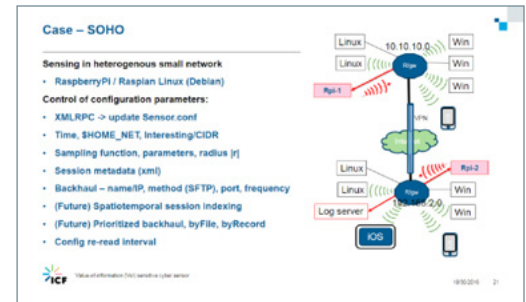 Case – SOHO
Sensing in heterogenous small network
• RaspberryPI / Raspian Linux (Debian)
Control of configuration parameters:
• XMLRPC -> update Sensor.conf
• Time, $HOME_NET, Interesting/CIDR
• Sampling function, parameters, radius |r|
• Session metadata (xml)
• Backhaul – name/IP, method (SFTP), port, frequency
• (Future) Spatiotemporal session indexing
• (Future) Prioritized backhaul, byFile, byRecord
• Config re-read interval
Linux
10.10.10.0
Win
Linux
Win
Rpi-1
Win
VPN
Linux
Rpi-2
Linux
Win
Log server
Win
iOS
ICF
Value of information (VoI) sensitive cyber sensor
21